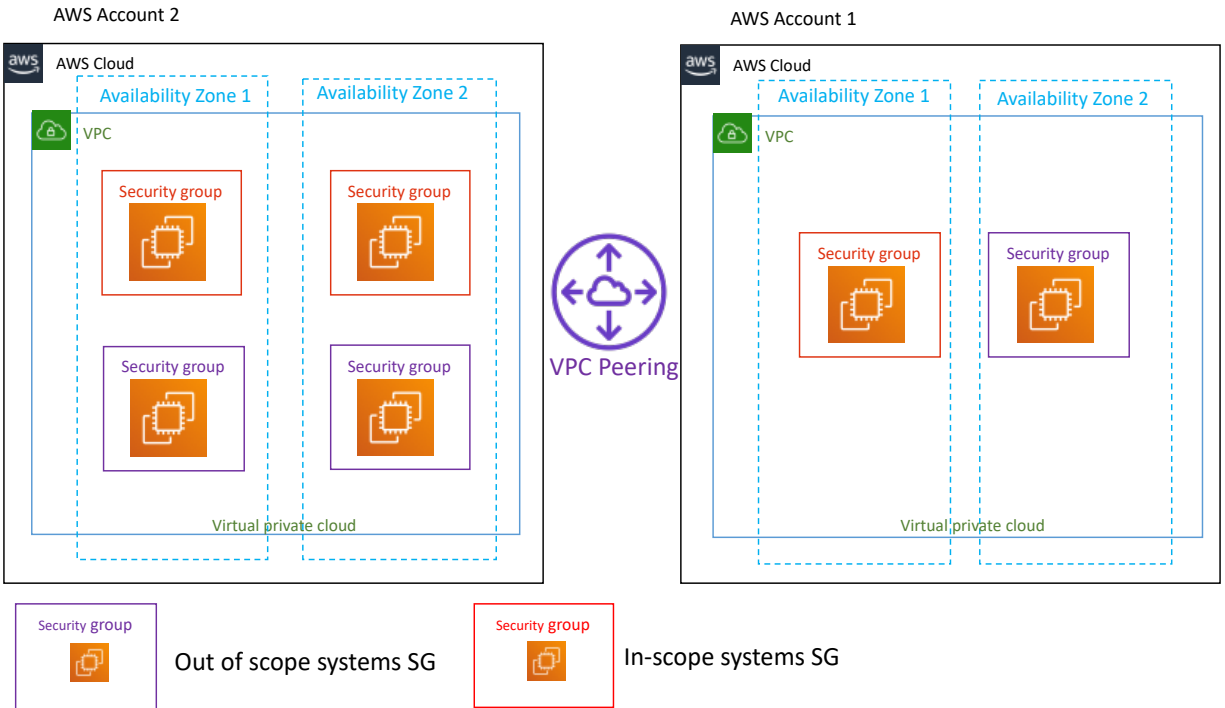 AWS Account 2
aws
AWS Cloud
Availability Zone 1
Availability Zone 2
VPC
Security group
Security group
Security group
Security group
Virtual private cloud
VPC Peering
AWS Account 1
aws
AWS Cloud
Availability Zone 1
Availability Zone 2
VPC
Security group
Security group
Virtual private cloud
Security group
Out of scope systems SG
Security group
In-scope systems SG